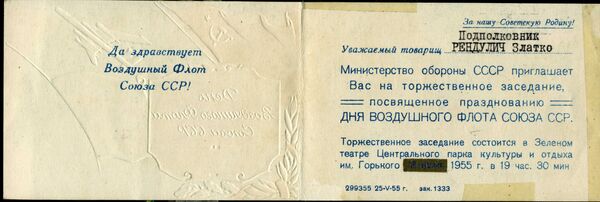 Да здравствует
Воздушный Флот
Союза ССР!
За нашу Советскую Родину!
Подполковник
Уважаемый товарищ РЕНДУЛИЧ Златко
Министерство обороны СССР приглашает
Вас на торжественное заседание,
посвященное празднованию
ДНЯ ВОЗДУШНОГО ФЛОТА СОЮЗА ССР.
Торжественное заседание состоится в Зеленом
театре Центрального парка культуры и отдыха
им. Горького 1955 г. в 19 час. 30 мин
299355 25-V-55 г. зак. 1333